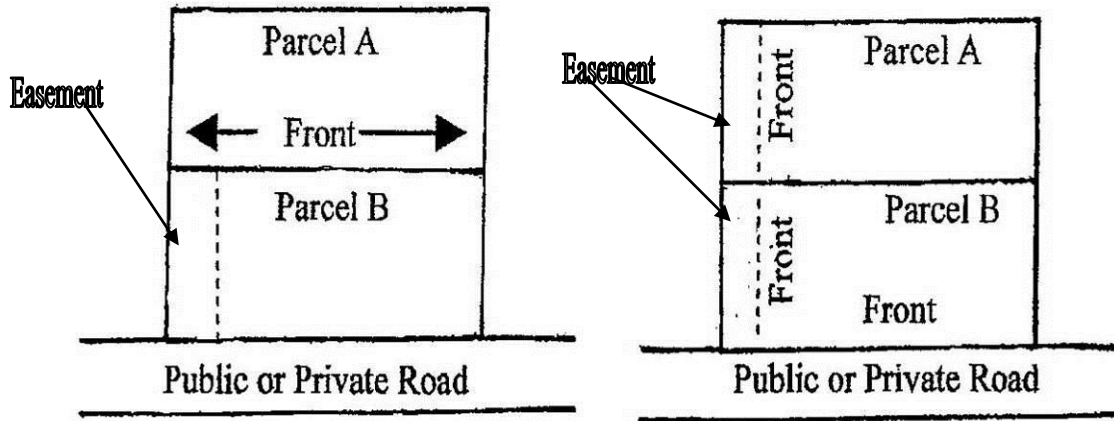 Parcel A
Easement
Front
Parcel B
Public or Private Road
Easement
Parcel A
Front
Parcel B
Front
Front
Public or Private Road